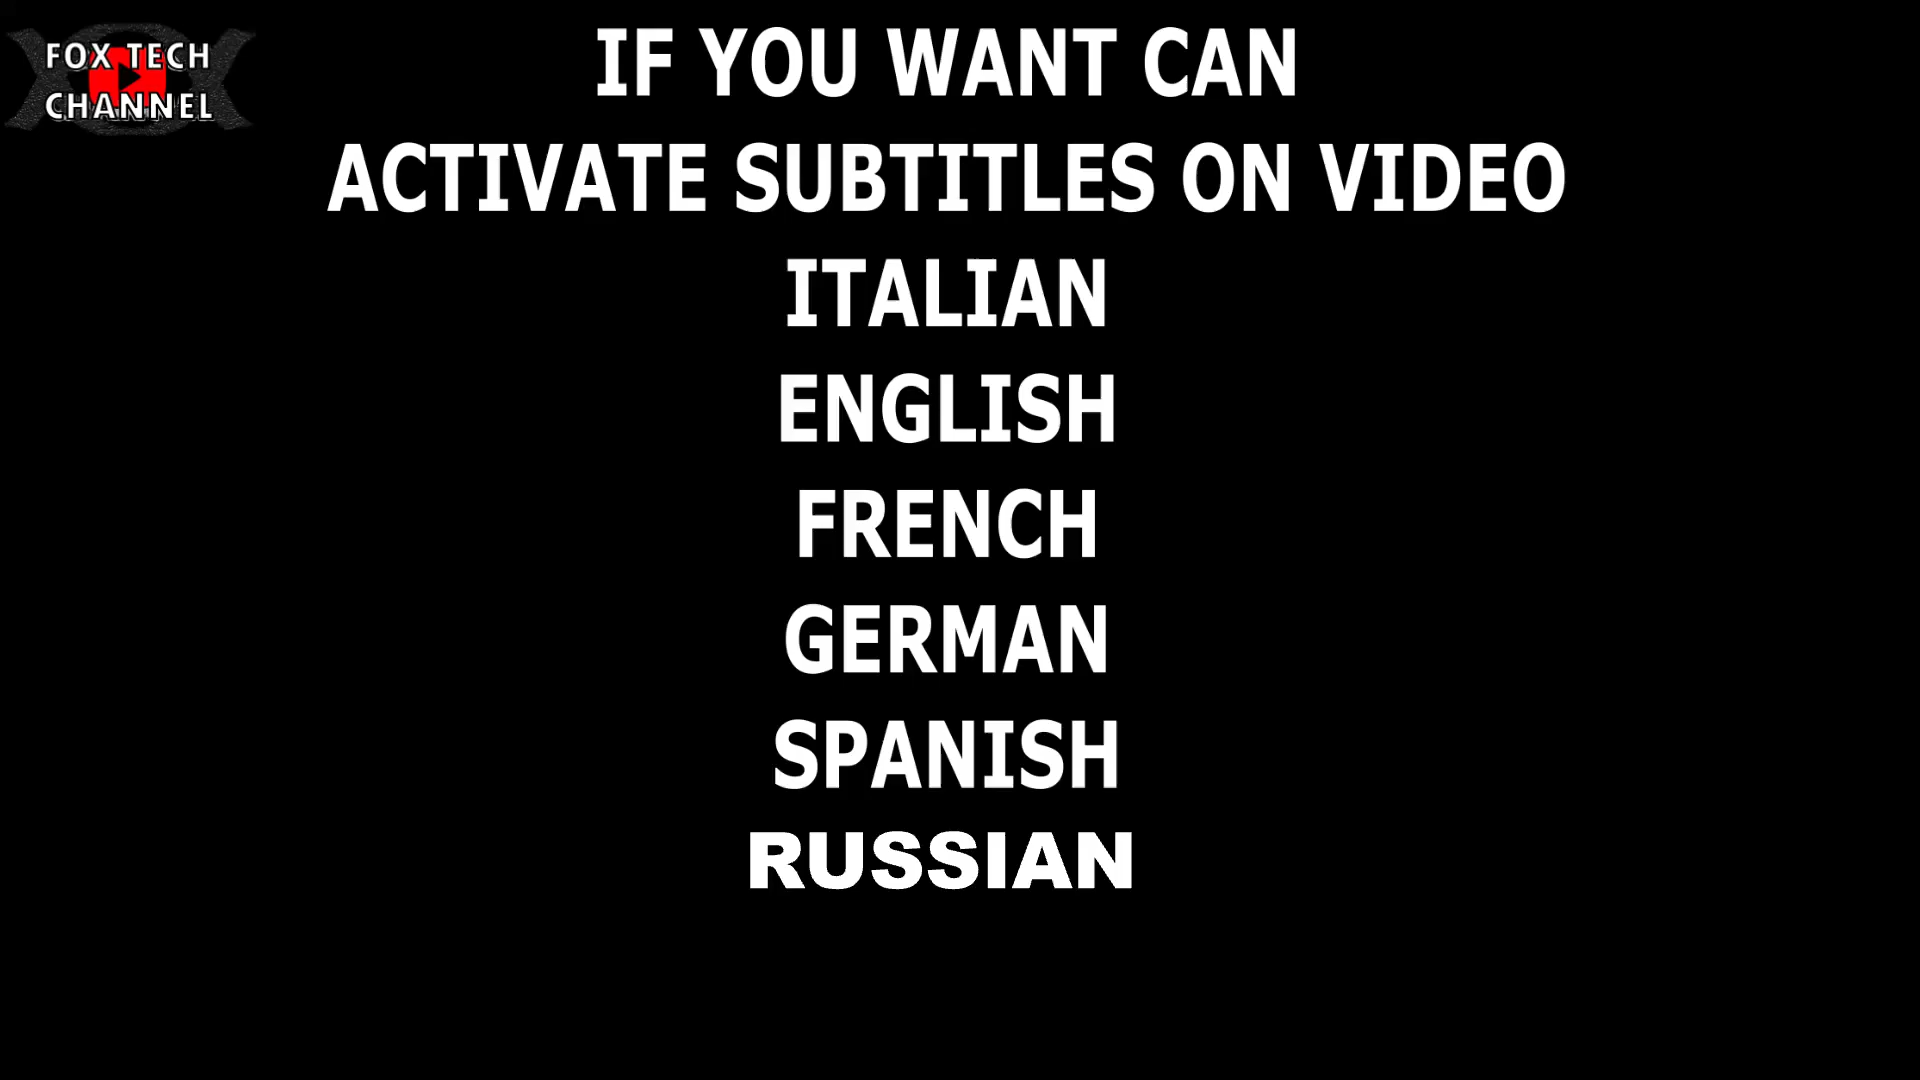 FOX TECH
CHANNEL
IF YOU WANT CAN
ACTIVATE SUBTITLES ON VIDEO
ITALIAN
ENGLISH
FRENCH
GERMAN
SPANISH
RUSSIAN